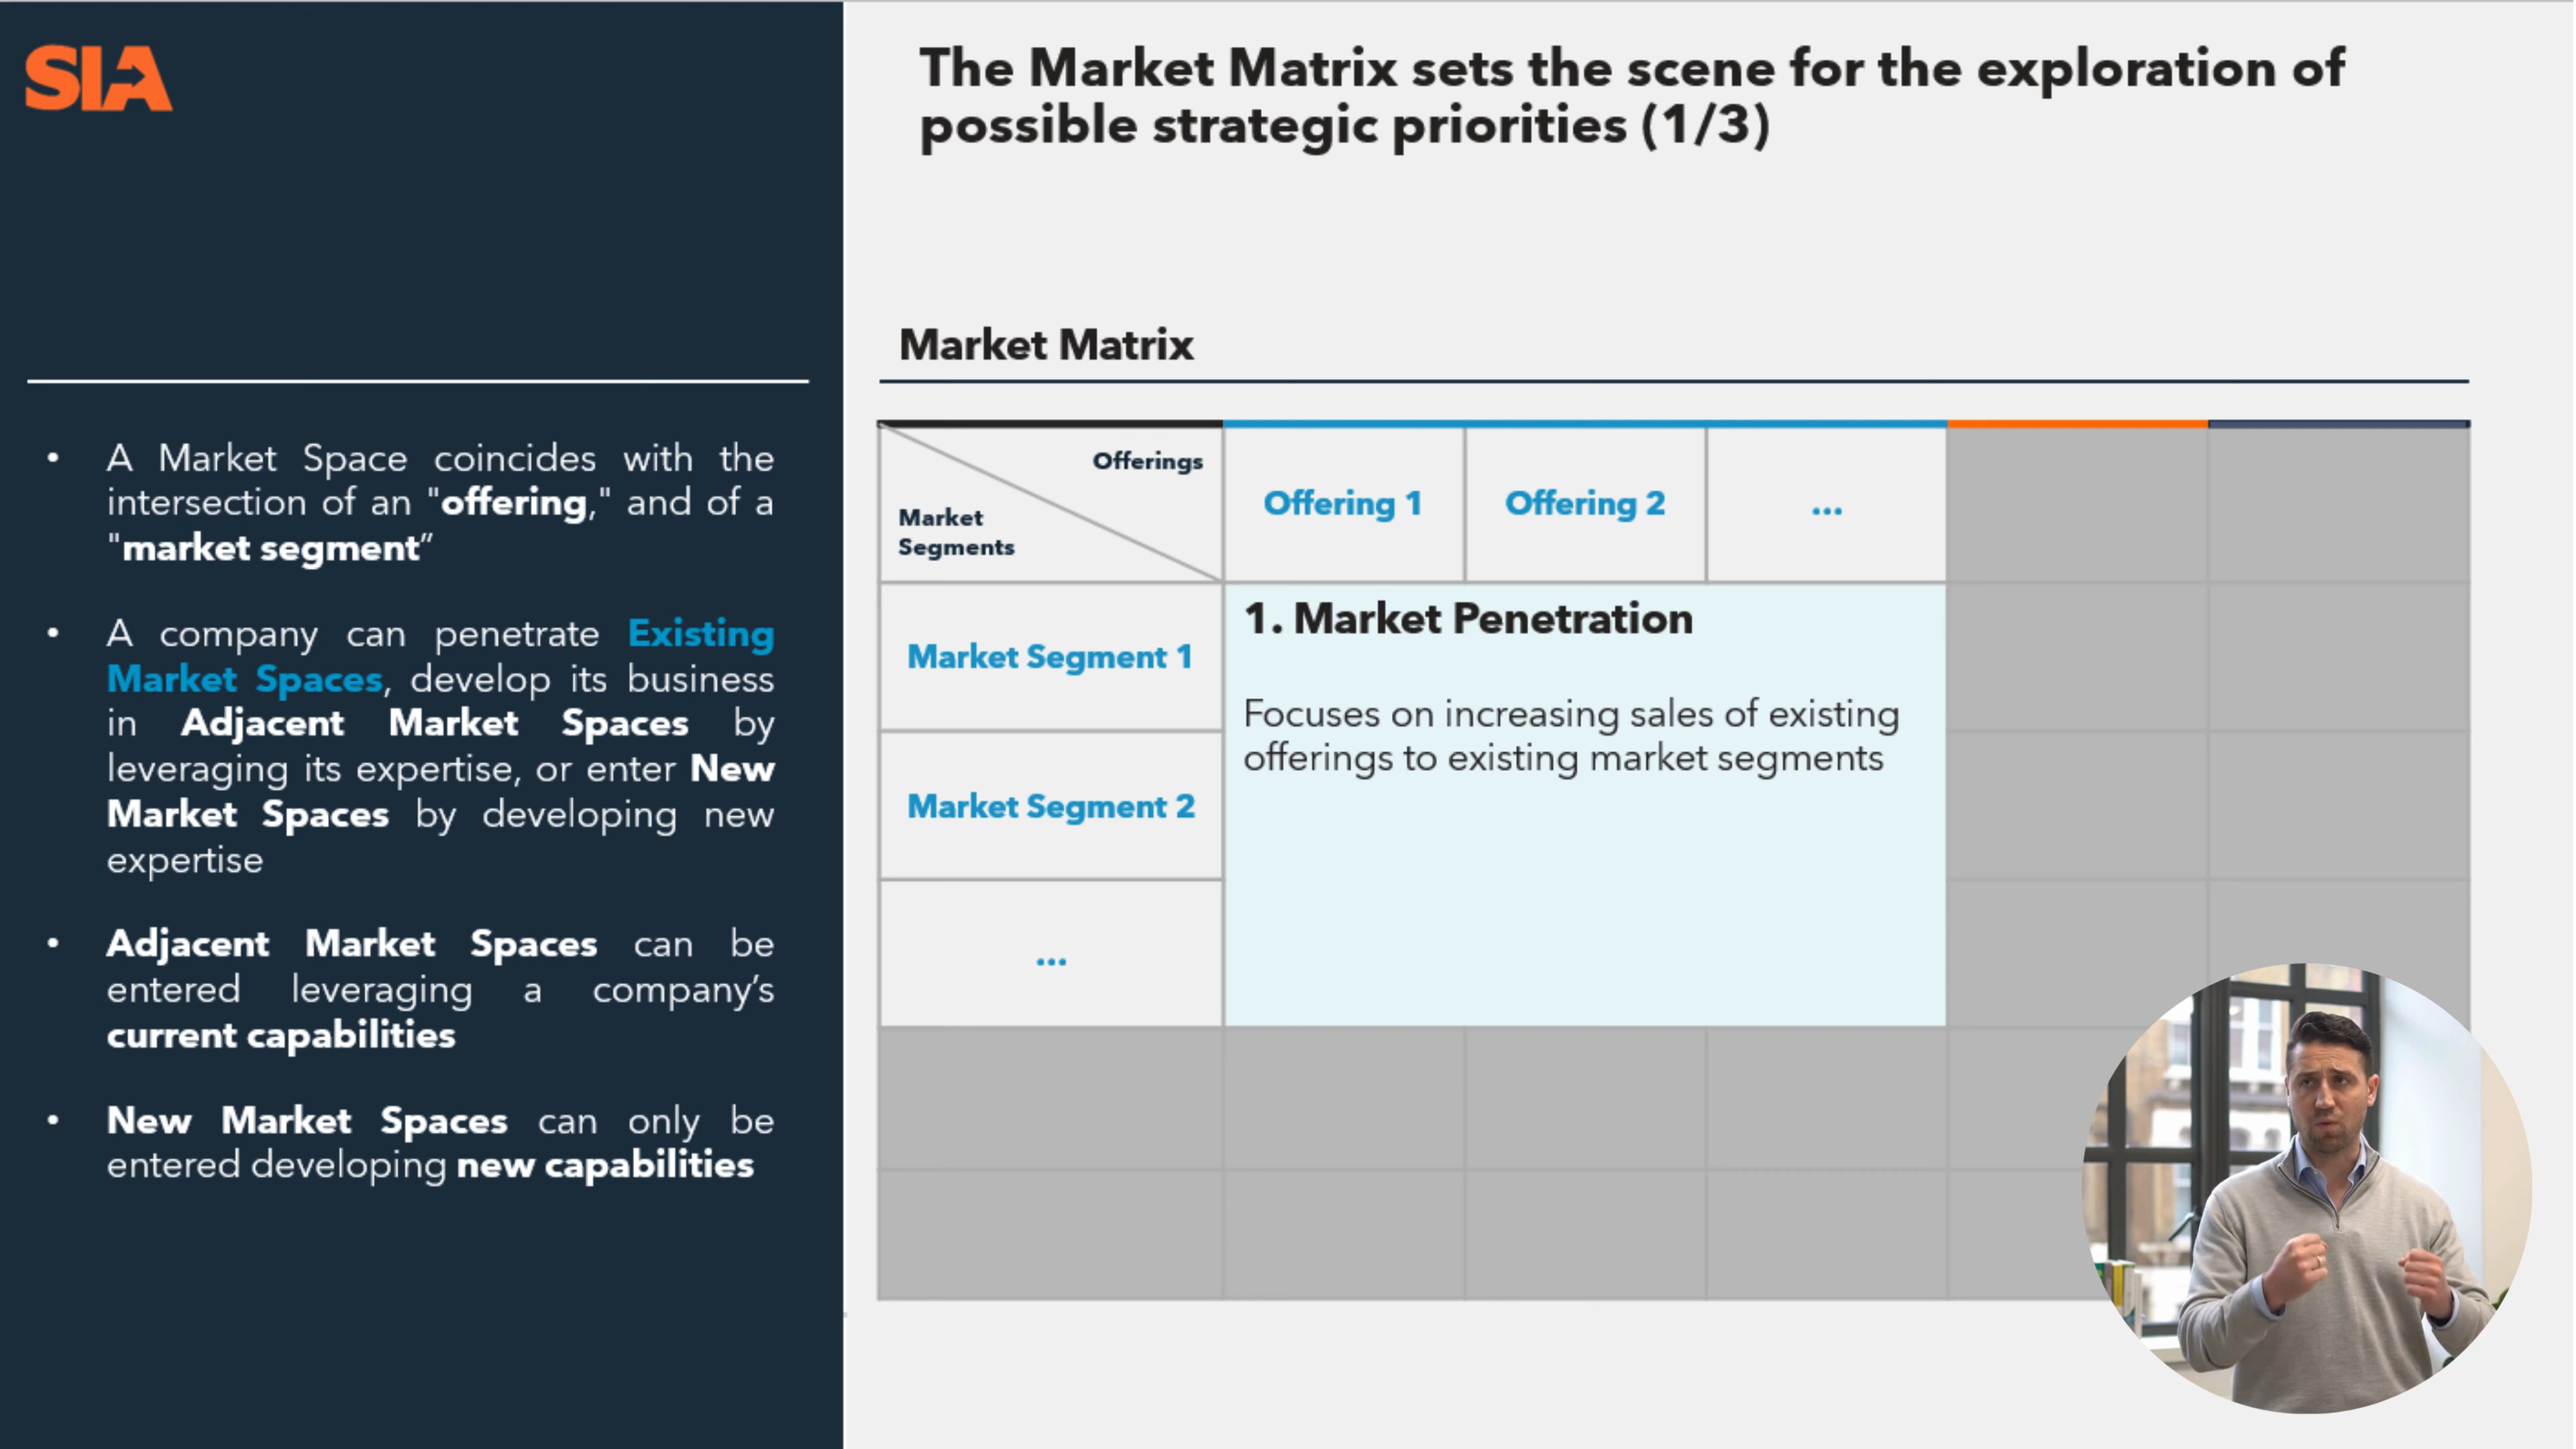 SIA
The Market Matrix sets the scene for the exploration of
possible strategic priorities (1/3)
• A Market Space coincides with the
intersection of an "offering," and of a
"market segment”
• A company can penetrate Existing
Market Spaces, develop its business
in Adjacent Market Spaces by
leveraging its expertise, or enter New
Market Spaces by developing new
expertise
• Adjacent Market Spaces can be
entered leveraging a company’s
current capabilities
• New Market Spaces can only be
entered developing new capabilities
Market Matrix
Offerings
Market
Segments
Offering 1
Offering 2
...
Market Segment 1
Market Segment 2
...
1. Market Penetration
Focuses on increasing sales of existing
offerings to existing market segments